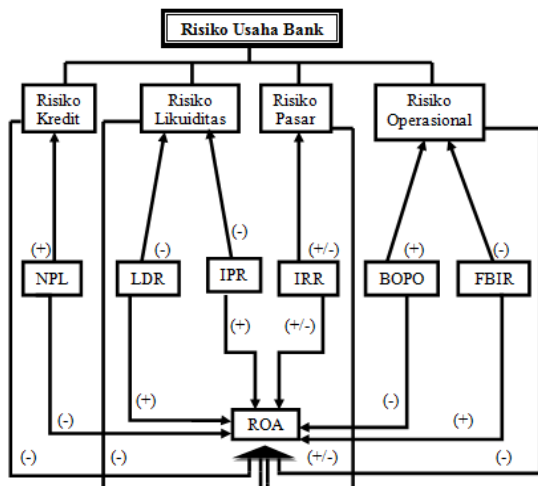 Risiko Usaha Bank
Risiko
Kredit
Risiko
Likuiditas
Risiko
Pasar
Risiko
Operasional
(+)
(-)
(-)
(+/-)
(+)
(-)
NPL
LDR
IPR
IRR
BOPO
FBIR
(+)
(+/-)
(-)
(+)
(-)
(+)
ROA
(-)
(-)
(+/-)
(-)